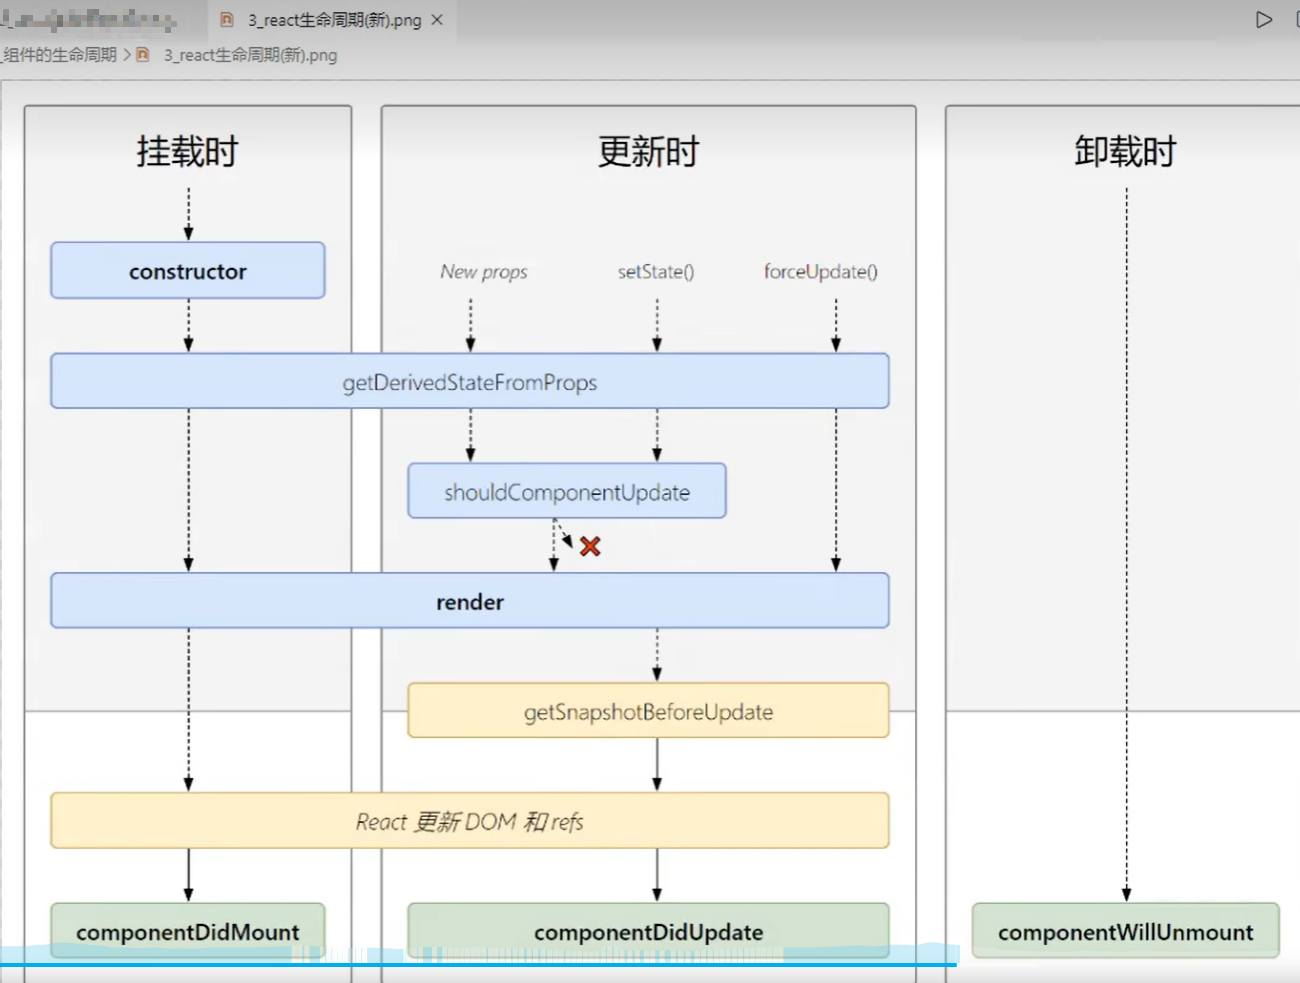 3_react生命周期(新).png
_组件的生命周期 > 3_react生命周期(新).png
挂载时
更新时
卸载时
constructor
New props
setState()
forceUpdate()
getDerivedStateFromProps
shouldComponentUpdate
render
getSnapshotBeforeUpdate
React 更新 DOM 和 refs
componentDidMount
componentDidUpdate
componentWillUnmount